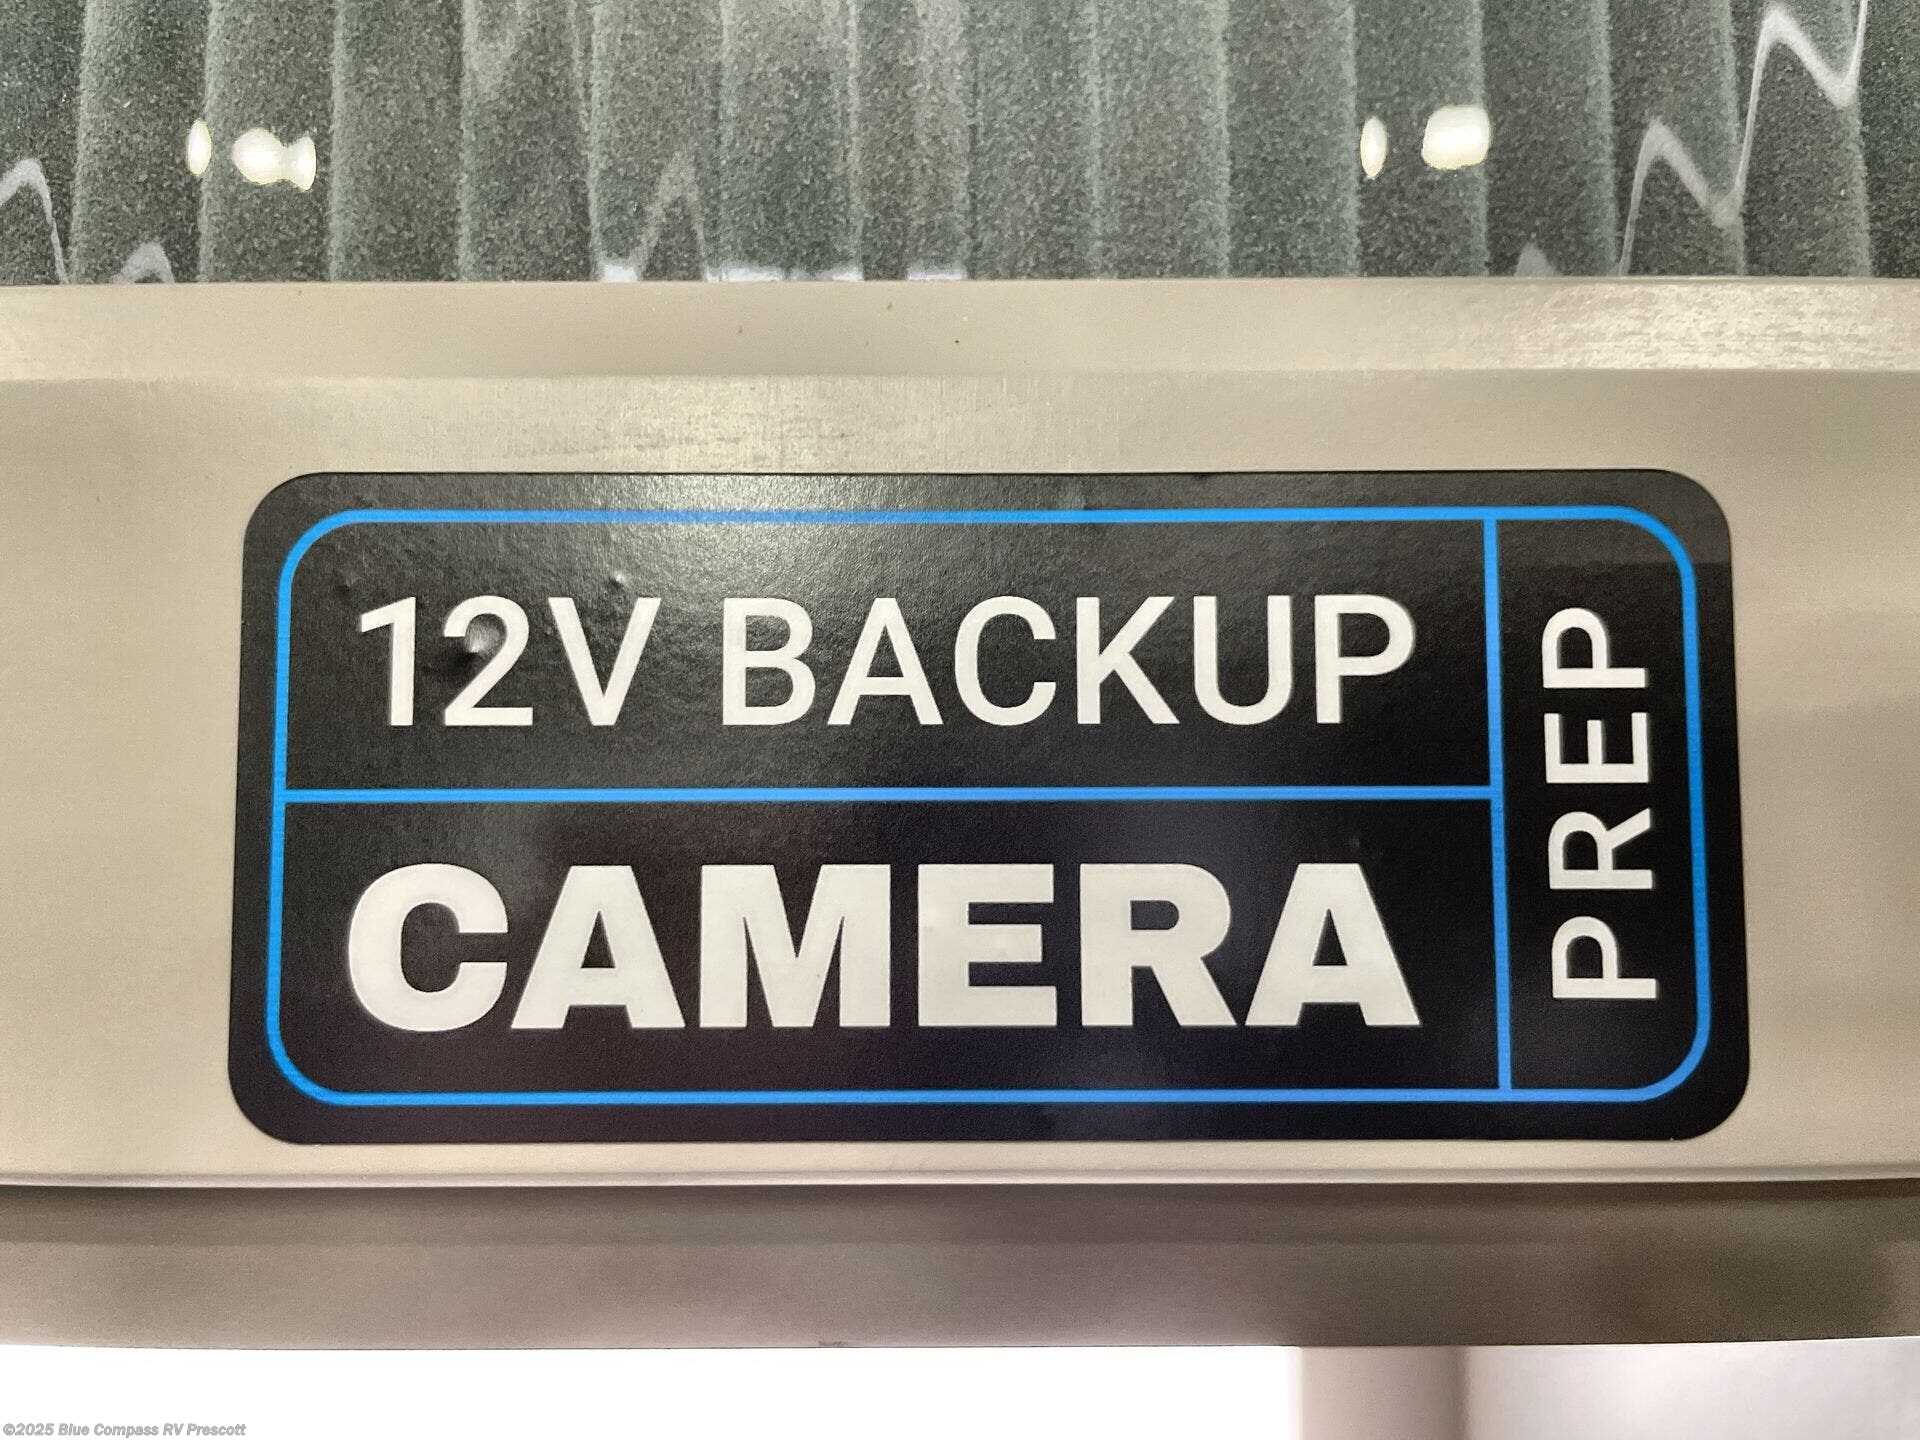 12V BACKUP
CAMERA
PREP
©2025 Blue Compass RV Prescott